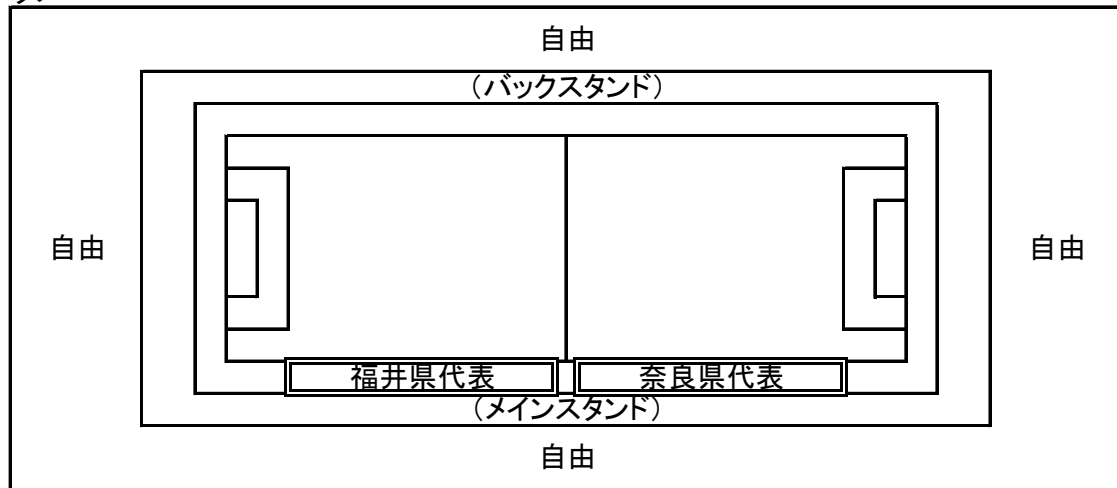 自由
（バックスタンド）
自由
自由
福井県代表
奈良県代表
（メインスタンド）
自由